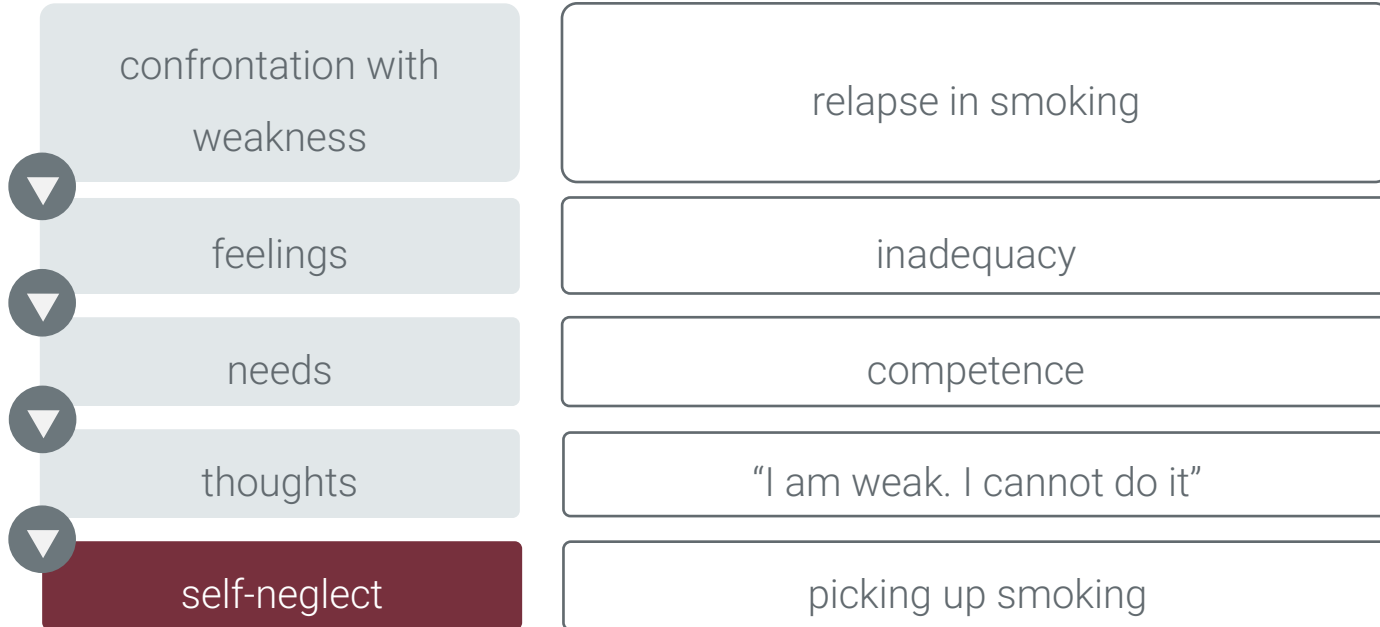 confrontation with
weakness
relapse in smoking
feelings
inadequacy
needs
competence
thoughts
“I am weak. I cannot do it”
self-neglect
picking up smoking